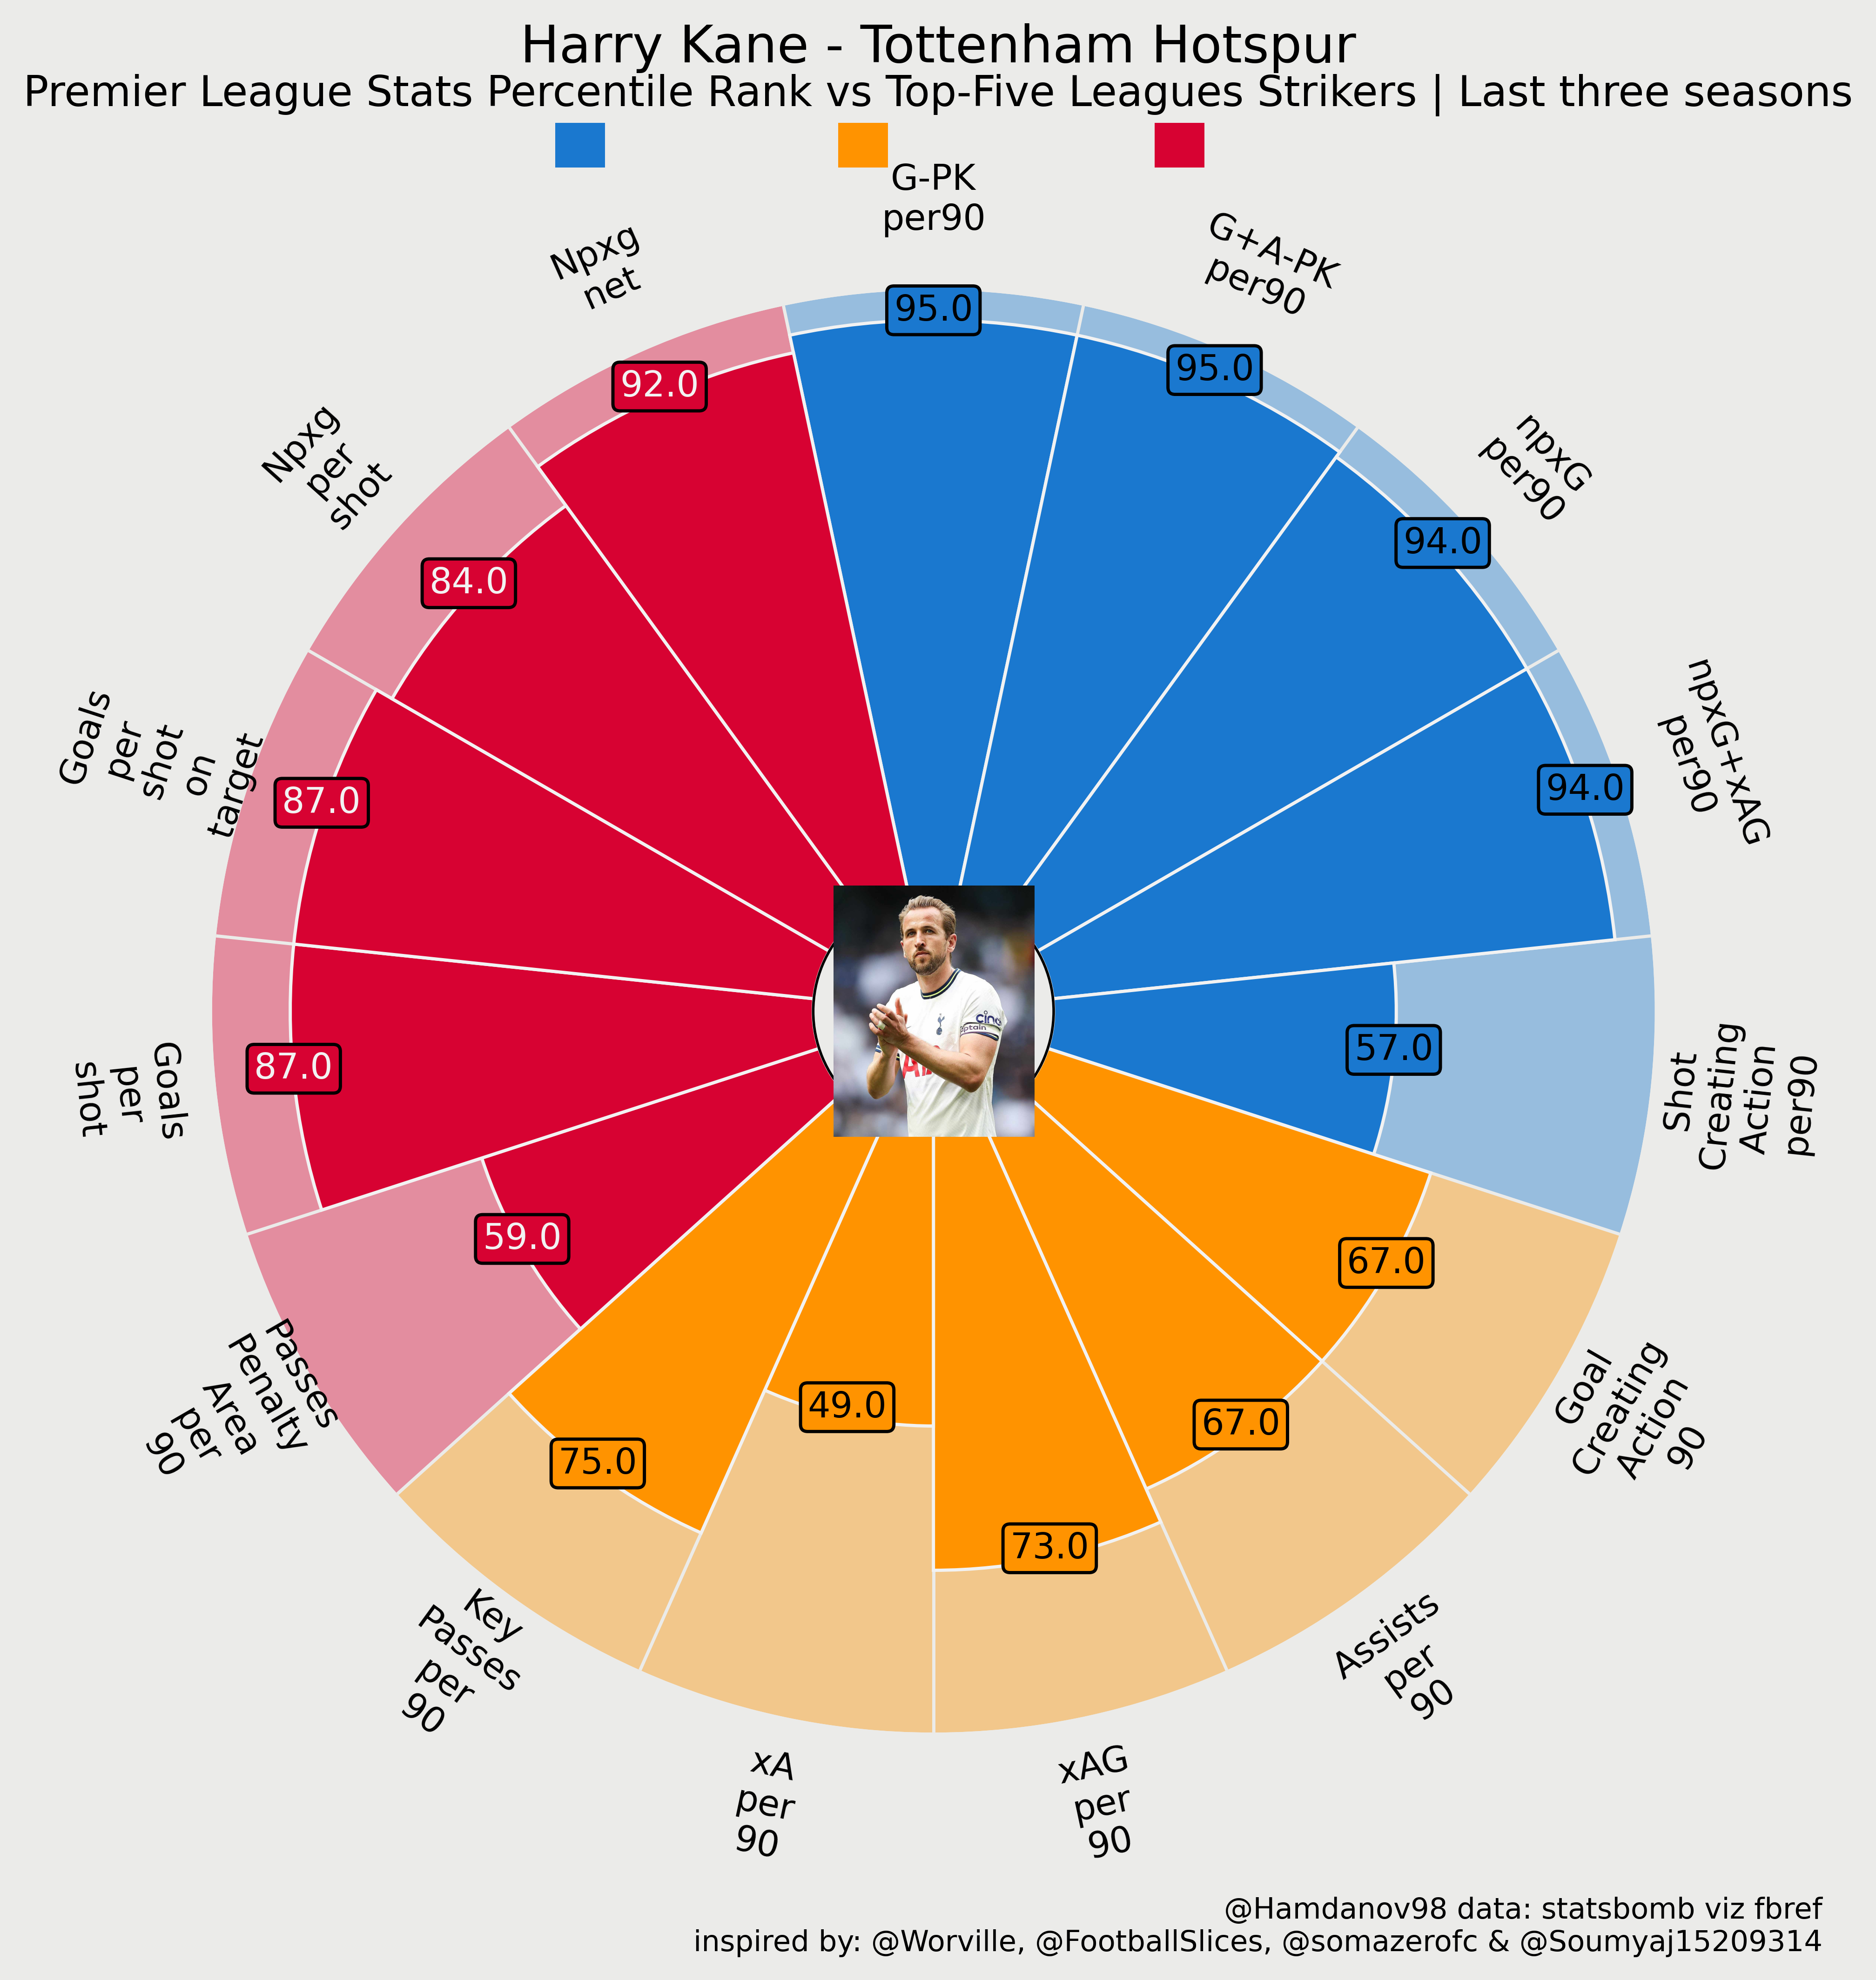 Harry Kane - Tottenham Hotspur
Premier League Stats Percentile Rank vs Top-Five Leagues Strikers | Last three seasons
G-PK
per90
95.0
G+A-PK
per90
95.0
npxG
per90
94.0
npxG+xAG
per90
94.0
Shot
Creating
Action
per90
57.0
Goal
Creating
Action
90
67.0
Assists
per
90
67.0
xAG
per
90
73.0
xA
per
90
49.0
Key
Passes
per
90
75.0
Passes
Penalty
Area
per
90
59.0
Goals
per
shot
87.0
Goals
per
shot
on
target
87.0
Npxg
per
shot
84.0
Npxg
net
92.0
@Hamdanov98 data: statsbomb viz fbref
inspired by: @Worville, @FootballSlices, @somazerofc & @Soumyaj15209314